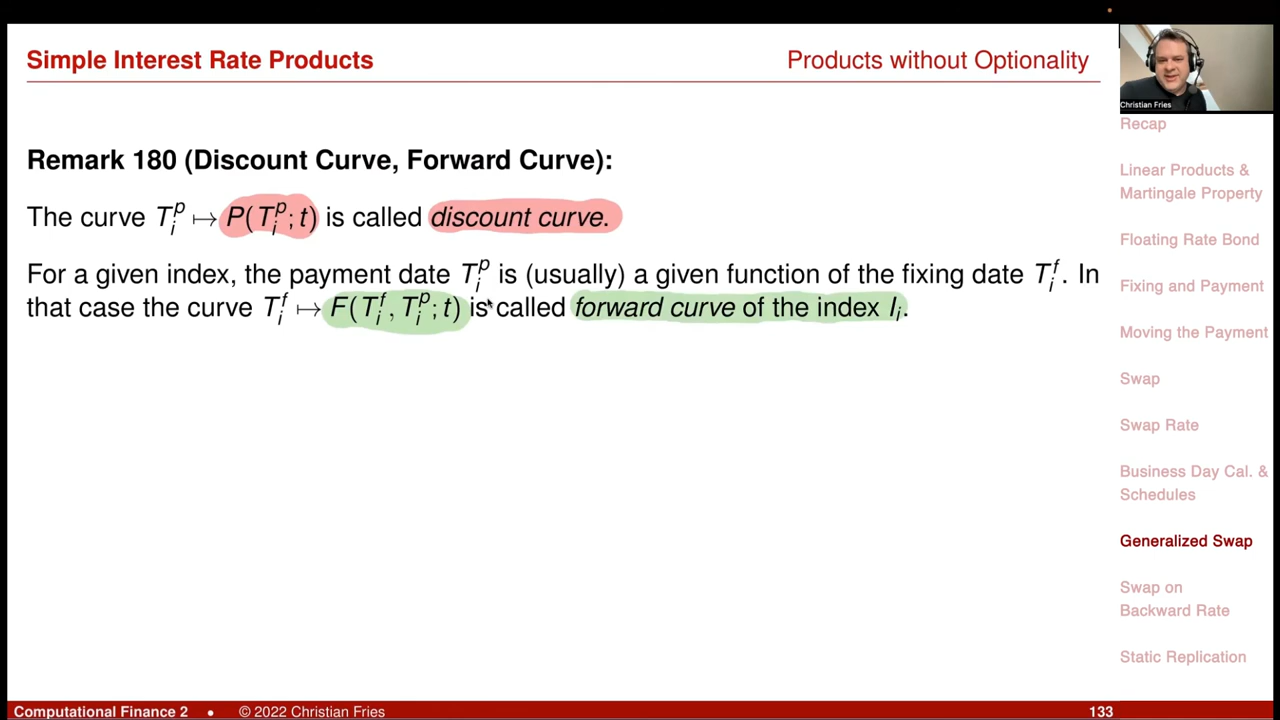 Simple Interest Rate Products
Products without Optionality
Christian Fries
Remark 180 (Discount Curve, Forward Curve):
The curve T_i^p ↦ P(T_i^p; t) is called discount curve.
For a given index, the payment date T_i^p is (usually) a given function of the fixing date T_i^f. In
that case the curve T_i^f ↦ F(T_i^f, T_i^p; t) is called forward curve of the index I_i.
Recap
Linear Products &
Martingale Property
Floating Rate Bond
Fixing and Payment
Moving the Payment
Swap
Swap Rate
Business Day Cal. &
Schedules
Generalized Swap
Swap on
Backward Rate
Static Replication
Computational Finance 2 • © 2022 Christian Fries
133